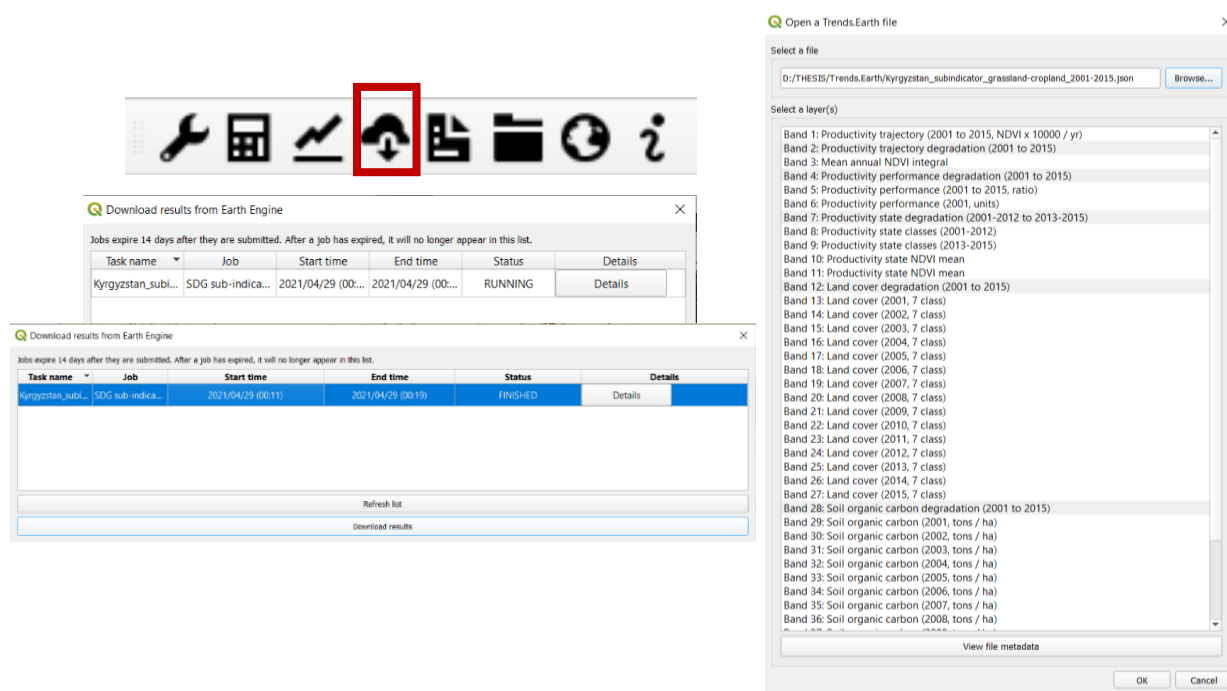 Download results from Earth Engine
Jobs expire 14 days after they are submitted. After a job has expired, it will no longer appear in this list.
Task name Job Start time End time Status Details
Kyrgyzstan_subi... SDG sub-indica... 2021/04/29 (00:... 2021/04/29 (00:... RUNNING Details
Download results from Earth Engine
Jobs expire 14 days after they are submitted. After a job has expired, it will no longer appear in this list.
Task name Job Start time End time Status Details
Kyrgyzstan_subi... SDG sub-indica... 2021/04/29 (00:11) 2021/04/29 (00:19) FINISHED Details
Refresh list
Download results
Open a Trends.Earth file
Select a file
D:/THESIS/Trends.Earth/Kyrgyzstan_subindicator_grassland-cropland_2001-2015.json Browse...
Select a layer(s)
Band 1: Productivity trajectory (2001 to 2015, NDVI x 10000 / yr)
Band 2: Productivity trajectory degradation (2001 to 2015)
Band 3: Mean annual NDVI integral
Band 4: Productivity performance degradation (2001 to 2015)
Band 5: Productivity performance (2001 to 2015, ratio)
Band 6: Productivity performance (2001, units)
Band 7: Productivity state degradation (2001-2012 to 2013-2015)
Band 8: Productivity state classes (2001-2012)
Band 9: Productivity state classes (2013-2015)
Band 10: Productivity state NDVI mean
Band 11: Productivity state NDVI mean
Band 12: Land cover degradation (2001 to 2015)
Band 13: Land cover (2001, 7 class)
Band 14: Land cover (2002, 7 class)
Band 15: Land cover (2003, 7 class)
Band 16: Land cover (2004, 7 class)
Band 17: Land cover (2005, 7 class)
Band 18: Land cover (2006, 7 class)
Band 19: Land cover (2007, 7 class)
Band 20: Land cover (2008, 7 class)
Band 21: Land cover (2009, 7 class)
Band 22: Land cover (2010, 7 class)
Band 23: Land cover (2011, 7 class)
Band 24: Land cover (2012, 7 class)
Band 25: Land cover (2013, 7 class)
Band 26: Land cover (2014, 7 class)
Band 27: Land cover (2015, 7 class)
Band 28: Soil organic carbon degradation (2001 to 2015)
Band 29: Soil organic carbon (2001, tons / ha)
Band 30: Soil organic carbon (2002, tons / ha)
Band 31: Soil organic carbon (2003, tons / ha)
Band 32: Soil organic carbon (2004, tons / ha)
Band 33: Soil organic carbon (2005, tons / ha)
Band 34: Soil organic carbon (2006, tons / ha)
Band 35: Soil organic carbon (2007, tons / ha)
Band 36: Soil organic carbon (2008, tons / ha)
View file metadata
OK Cancel